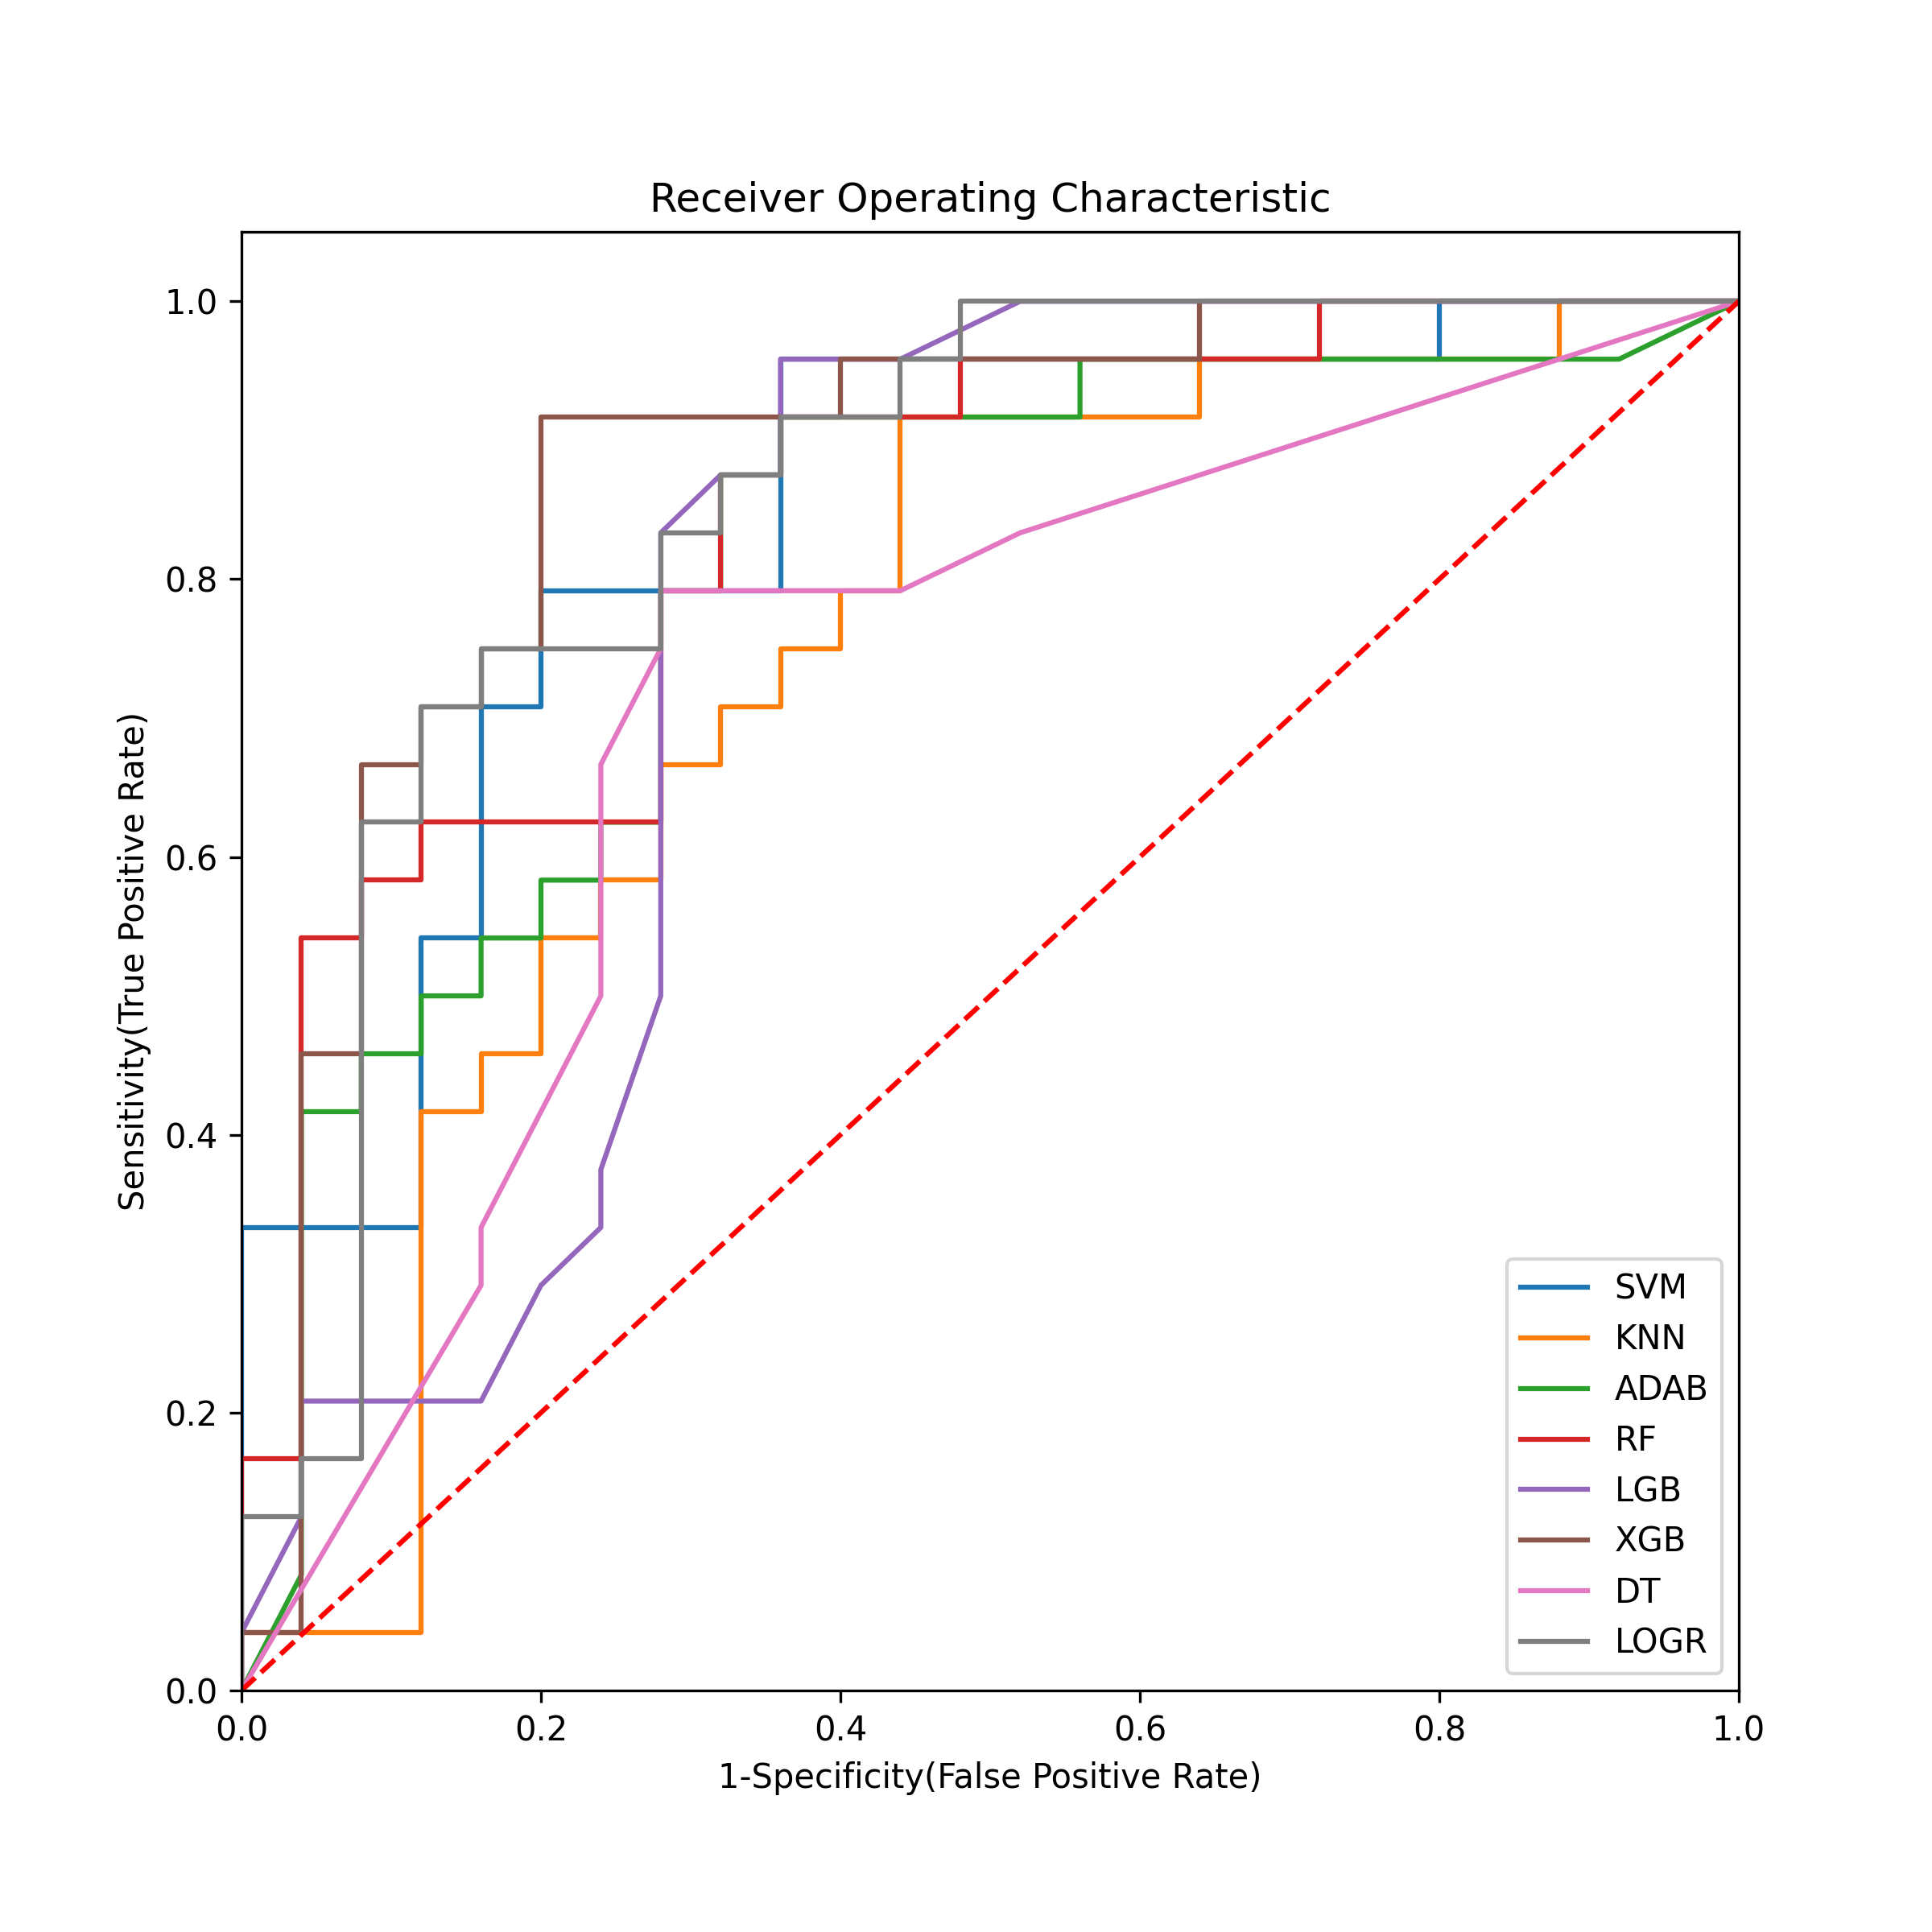 Receiver Operating Characteristic
1.0
0.8
0.6
0.4
0.2
0.0
Sensitivity(True Positive Rate)
0.0 0.2 0.4 0.6 0.8 1.0
1-Specificity(False Positive Rate)
SVM
KNN
ADAB
RF
LGB
XGB
DT
LOGR